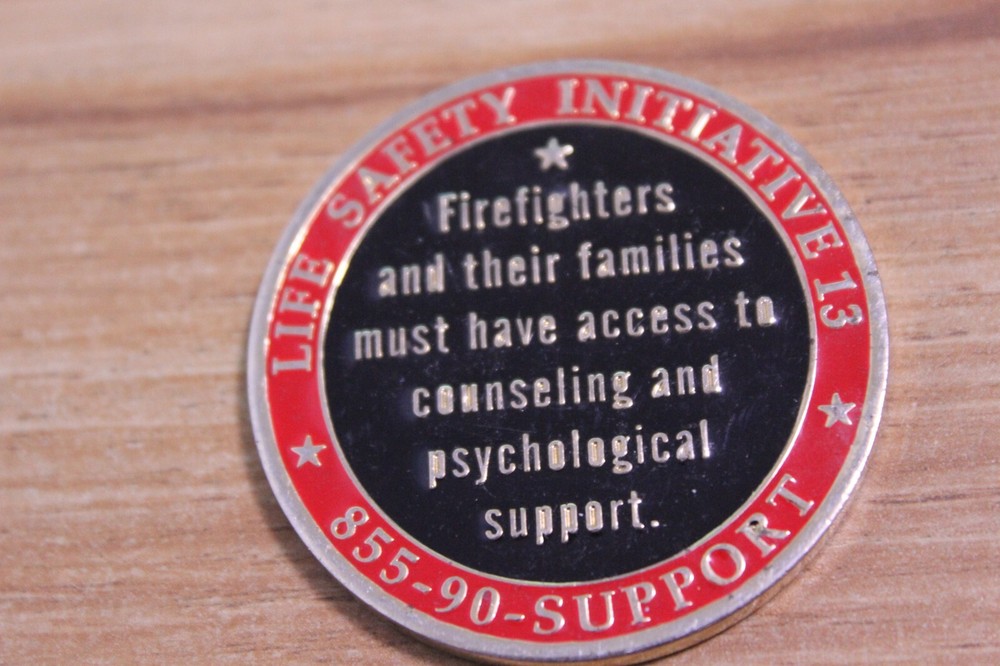 LIFE SAFETY INITIATIVE 13
Firefighters
and their families
must have access to
counseling and
psychological
support.
855-90-SUPPORT